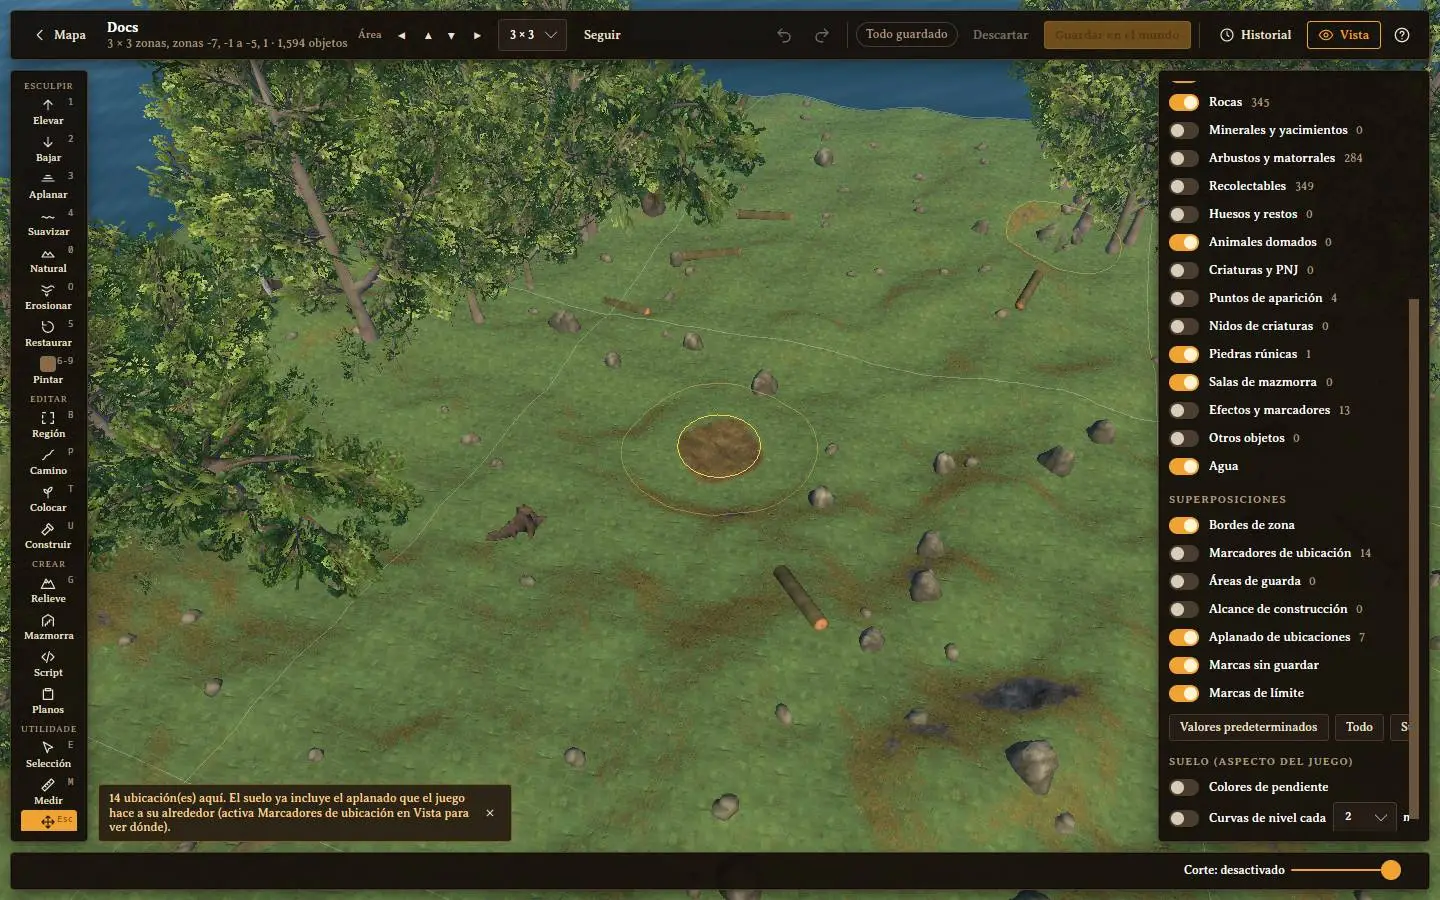 Mapa
Docs
3 × 3 zonas, zonas -7, -1 a -5, 1 · 1,594 objetos
Área
3 × 3
Seguir
Todo guardado
Descartar
Guardar en el mundo
Historial
Vista
ESCULPIR
1
Elevar
2
Bajar
3
Aplanar
4
Suavizar
0
Natural
O
Erosionar
5
Restaurar
6-9
Pintar
EDITAR
B
Región
P
Camino
T
Colocar
U
Construir
CREAR
G
Relieve
Mazmorra
Script
Planos
UTILIDADE
E
Selección
M
Medir
Esc
Rocas 345
Minerales y yacimientos 0
Arbustos y matorrales 284
Recolectables 349
Huesos y restos 0
Animales domados 0
Criaturas y PNJ 0
Puntos de aparición 4
Nidos de criaturas 0
Piedras rúnicas 1
Salas de mazmorra 0
Efectos y marcadores 13
Otros objetos 0
Agua
SUPERPOSICIONES
Bordes de zona
Marcadores de ubicación 14
Áreas de guarda 0
Alcance de construcción 0
Aplanado de ubicaciones 7
Marcas sin guardar
Marcas de límite
Valores predeterminados Todo
SUELO (ASPECTO DEL JUEGO)
Colores de pendiente
Curvas de nivel cada 2
14 ubicación(es) aquí. El suelo ya incluye el aplanado que el juego
hace a su alrededor (activa Marcadores de ubicación en Vista para
ver dónde).
Corte: desactivado